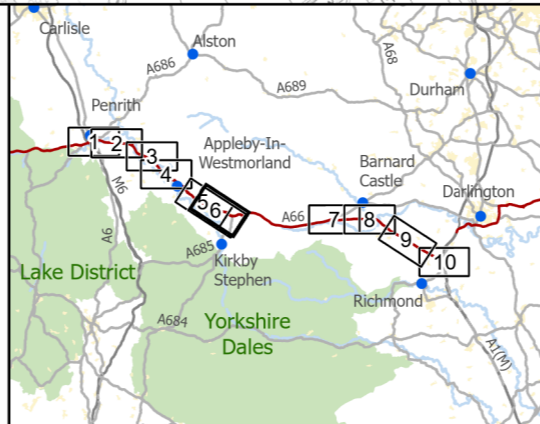 Carlisle
Alston
A68
A686
A689
Durham
Penrith
Appleby-In-
Westmorland
Barnard
Castle
Darlington
1
2
3
4
5
6
7
8
9
10
M6
A66
A6
A685
Kirkby
Stephen
Lake District
Richmond
A684
Yorkshire
Dales
A1(M)